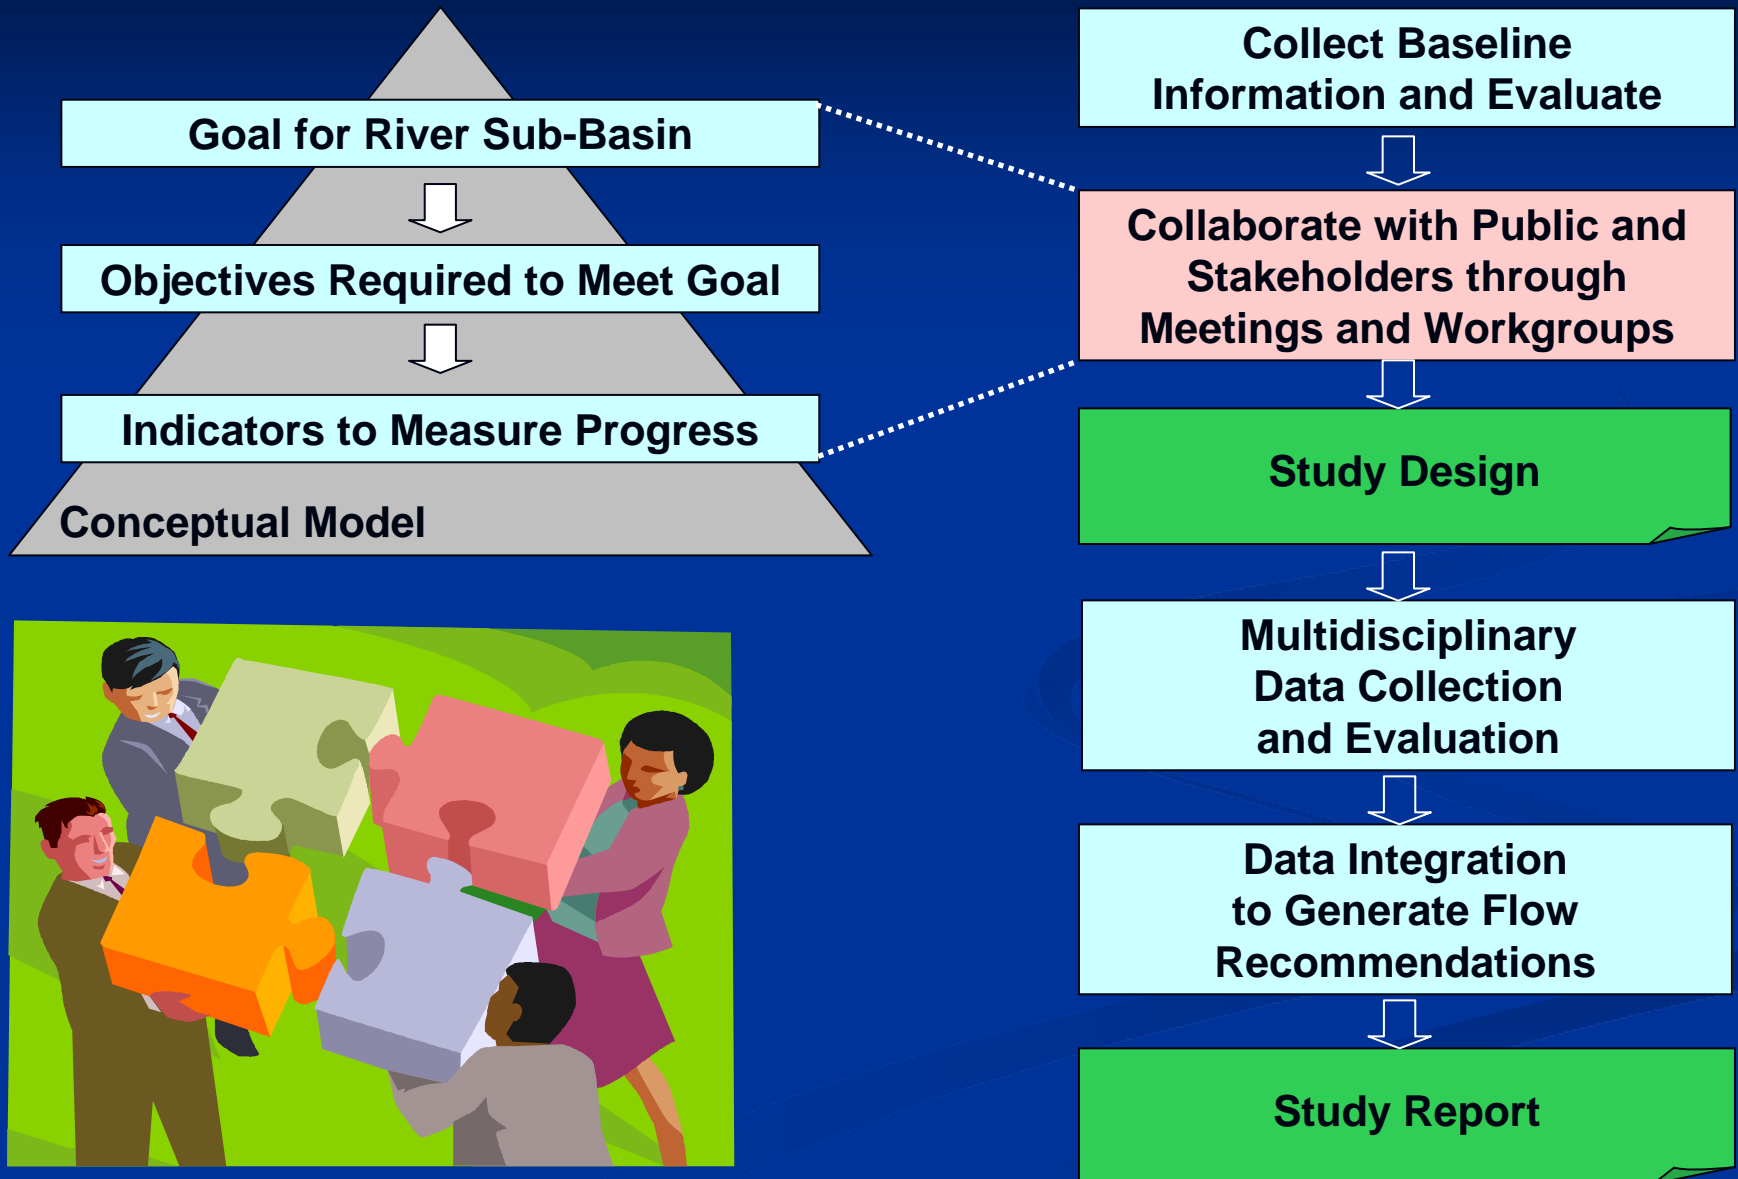 Goal for River Sub-Basin
Objectives Required to Meet Goal
Indicators to Measure Progress
Conceptual Model
Collect Baseline
Information and Evaluate
Collaborate with Public and
Stakeholders through
Meetings and Workgroups
Study Design
Multidisciplinary
Data Collection
and Evaluation
Data Integration
to Generate Flow
Recommendations
Study Report